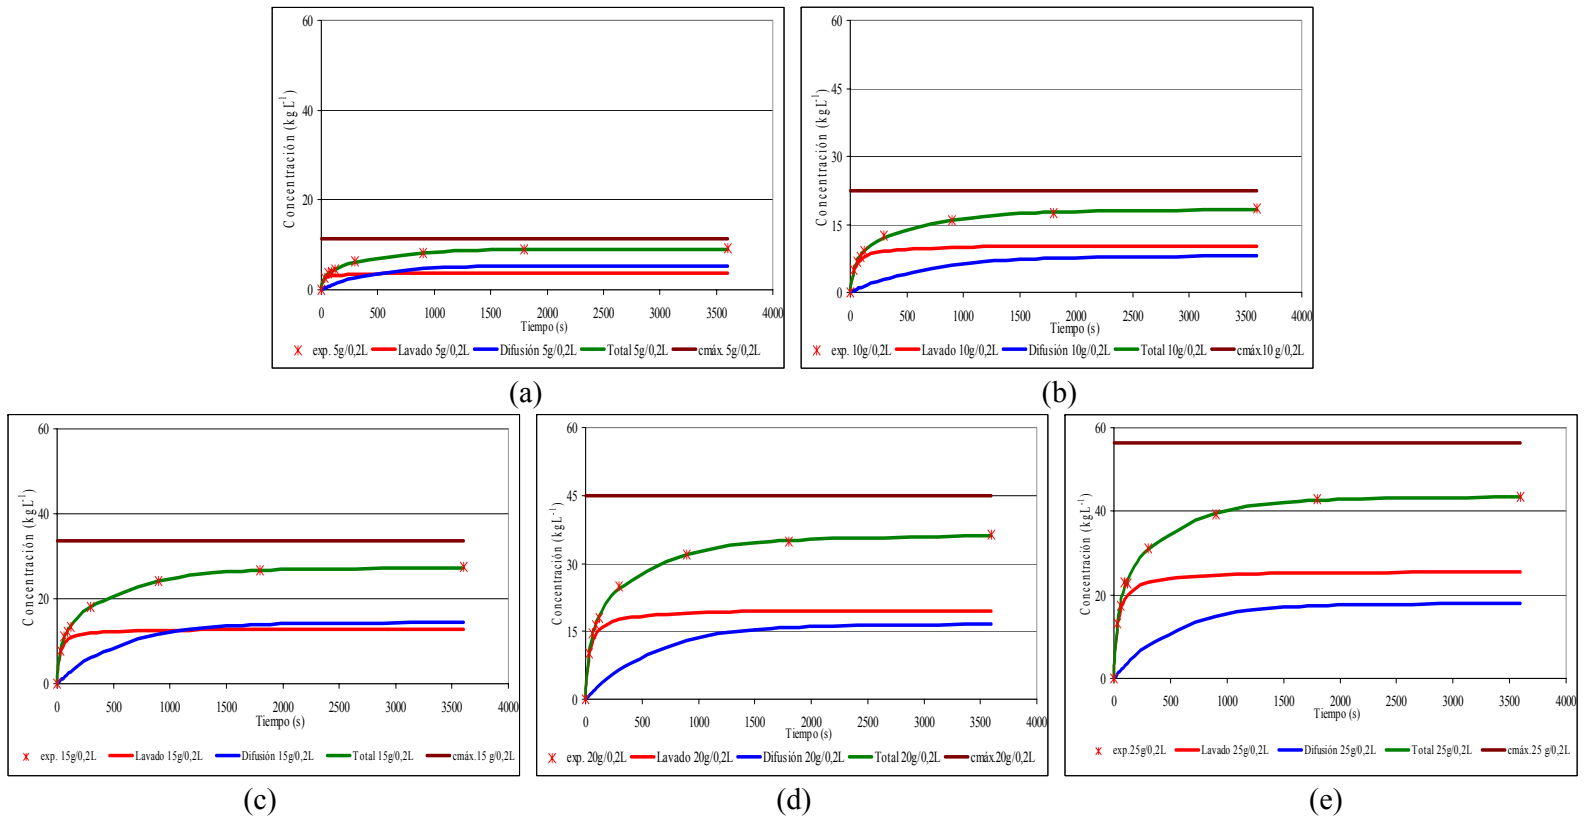 60
40
20
0
Concentración (kgL-1)
0 500 1000 1500 2000 2500 3000 3500 4000
Tiempo (s)
exp. 5g/0,2L Lavado 5g/0,2L Difusión 5g/0,2L Total 5g/0,2L cmáx. 5g/0,2L
(a)
60
45
30
15
0
Concentración (kgL-1)
0 500 1000 1500 2000 2500 3000 3500 4000
Tiempo (s)
exp. 10g/0,2L Lavado 10g/0,2L Difusión 10g/0,2L Total 10g/0,2L cmáx.10 g/0,2L
(b)
60
40
20
0
Concentración (kgL-1)
0 500 1000 1500 2000 2500 3000 3500 4000
Tiempo (s)
exp. 15g/0,2L Lavado 15g/0,2L Difusión 15g/0,2L Total 15g/0,2L cmáx.15 g/0,2L
(c)
60
45
30
15
0
Concentración (kgL-1)
0 500 1000 1500 2000 2500 3000 3500 4000
Tiempo (s)
exp. 20g/0,2L Lavado 20g/0,2L Difusión 20g/0,2L Total 20g/0,2L cmáx.20g/0,2L
(d)
60
40
20
0
Concentración (kgL-1)
0 500 1000 1500 2000 2500 3000 3500 4000
Tiempo (s)
exp.25g/0,2L Lavado 25g/0,2L Difusión 25g/0,2L Total 25g/0,2L cmáx.25 g/0,2L
(e)